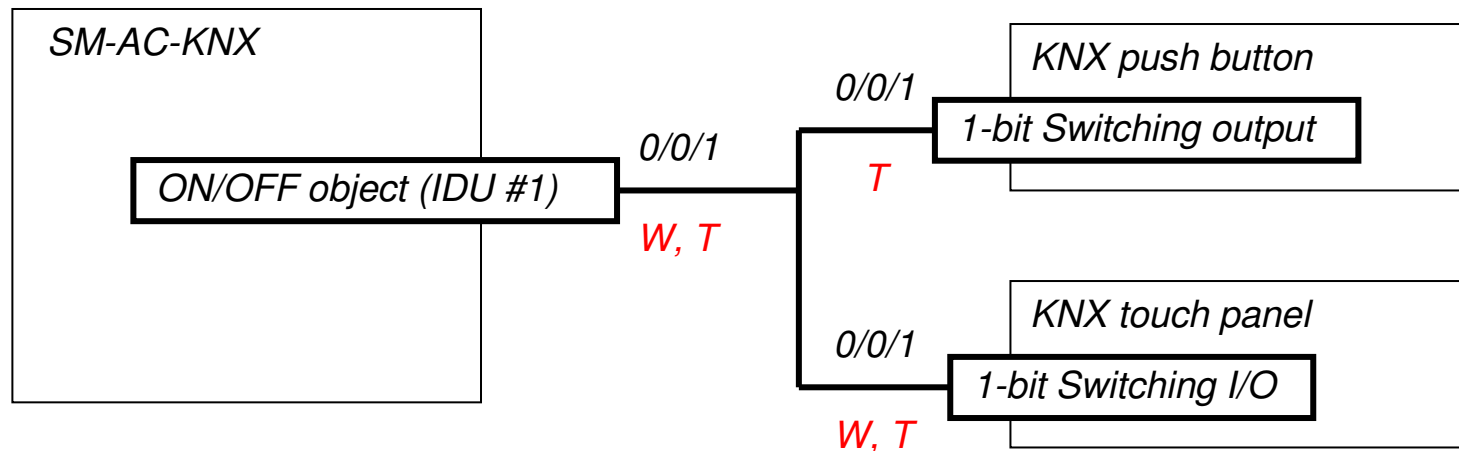 SM-AC-KNX
ON/OFF object (IDU #1)
0/0/1
W, T
0/0/1
T
KNX push button
1-bit Switching output
0/0/1
W, T
KNX touch panel
1-bit Switching I/O